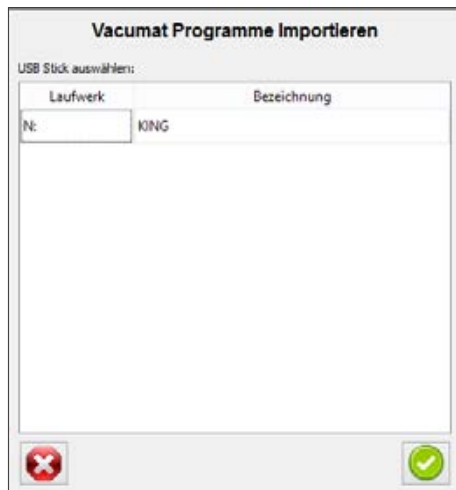 Vacumat Programme Importieren
USB Stick auswählen:
Laufwerk Bezeichnung
N: KING